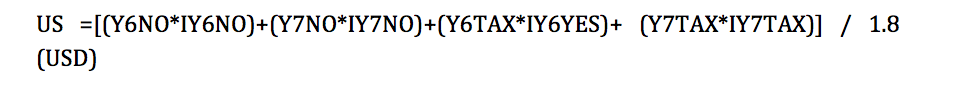 US =[(Y6NO*IY6NO)+(Y7NO*IY7NO)+(Y6TAX*IY6YES)+ (Y7TAX*IY7TAX)] / 1.8
(USD)